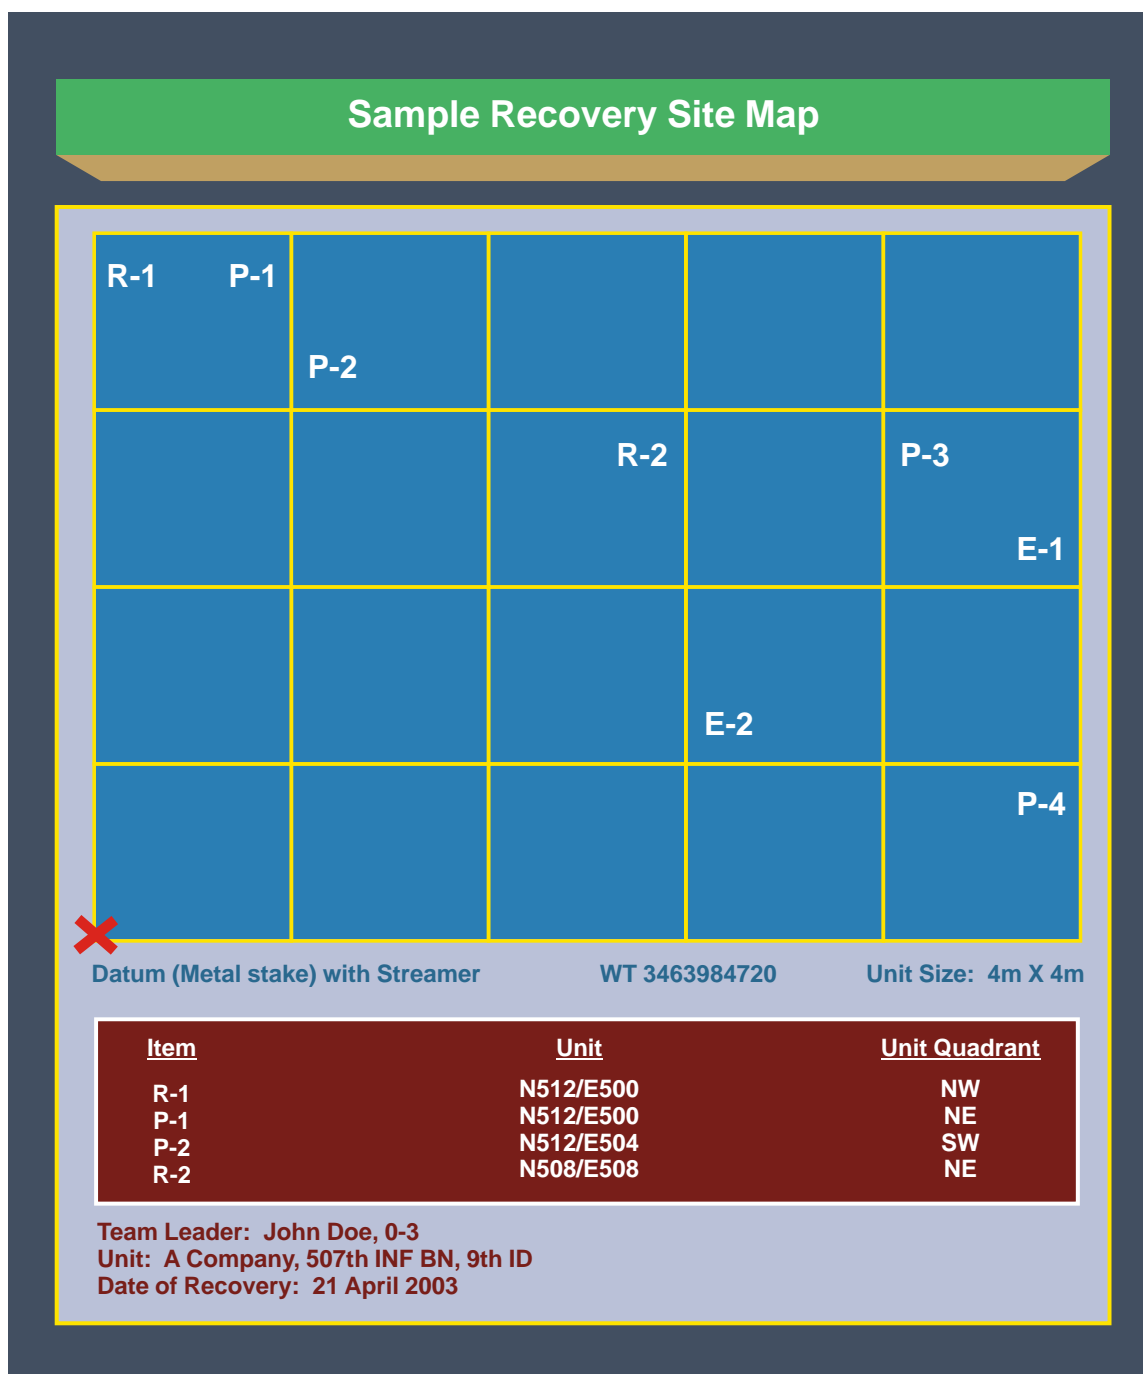 Sample Recovery Site Map
R-1 P-1
P-2
R-2 P-3
E-1
E-2
P-4
Datum (Metal stake) with Streamer WT 3463984720 Unit Size: 4m X 4m
Item Unit Unit Quadrant
R-1 N512/E500 NW
P-1 N512/E500 NE
P-2 N512/E504 SW
R-2 N508/E508 NE
Team Leader: John Doe, 0-3
Unit: A Company, 507th INF BN, 9th ID
Date of Recovery: 21 April 2003